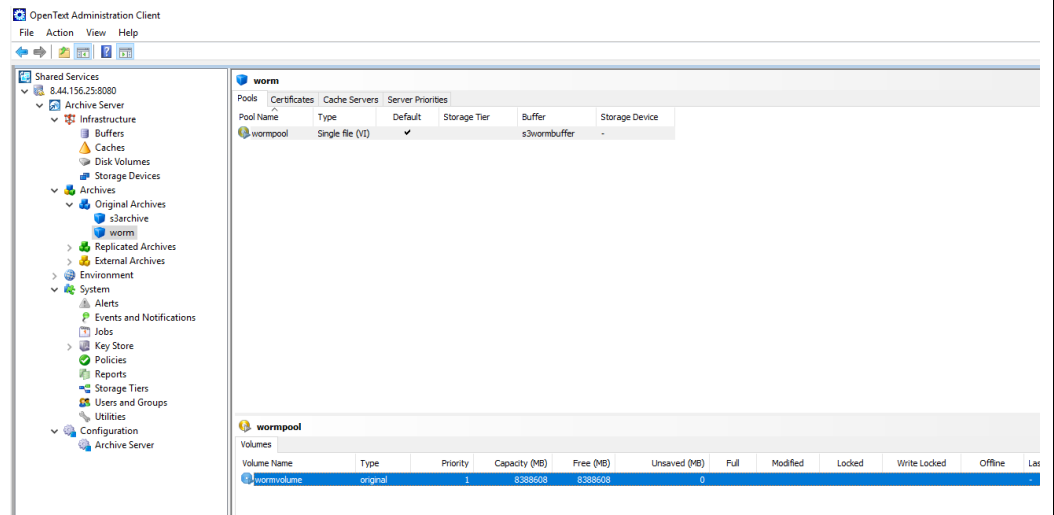 OpenText Administration Client
File Action View Help
Shared Services
8.44.156.25:8080
Archive Server
Infrastructure
Buffers
Caches
Disk Volumes
Storage Devices
Archives
Original Archives
s3archive
worm
Replicated Archives
External Archives
Environment
System
Alerts
Events and Notifications
Jobs
Key Store
Policies
Reports
Storage Tiers
Users and Groups
Utilities
Configuration
Archive Server
worm
Pools Certificates Cache Servers Server Priorities
Pool Name Type Default Storage Tier Buffer Storage Device
wormpool Single file (VI) ✔ s3wormbuffer -
wormpool
Volumes
Volume Name Type Priority Capacity (MB) Free (MB) Unsaved (MB) Full Modified Locked Write Locked Offline Las
wormvolume original 1 8388608 8388608 0 -